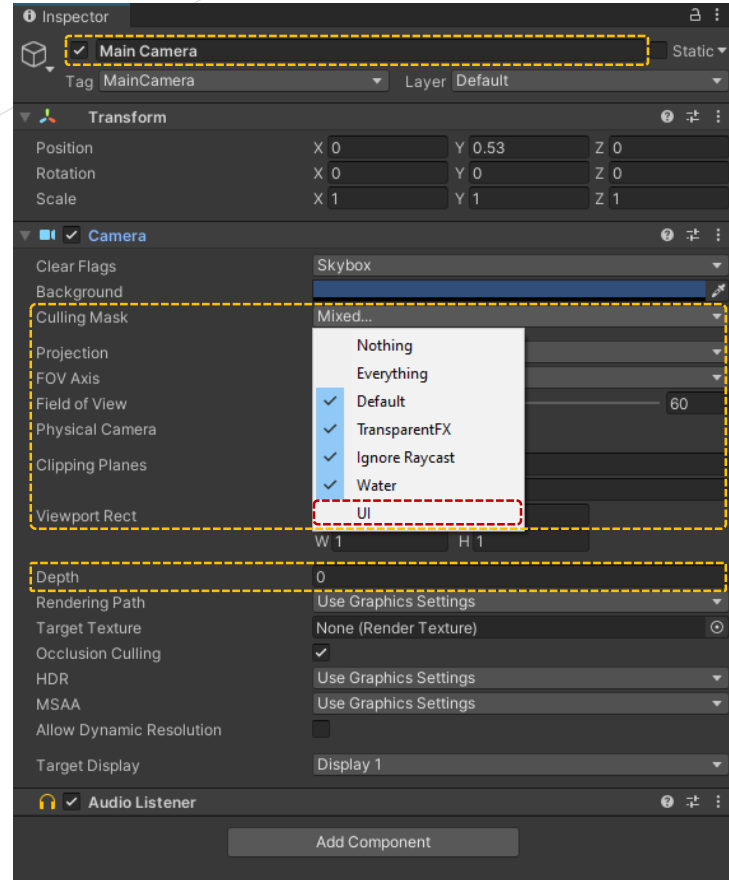 Inspector
Main Camera Static
Tag MainCamera Layer Default
Transform
Position X 0 Y 0.53 Z 0
Rotation X 0 Y 0 Z 0
Scale X 1 Y 1 Z 1
Camera
Clear Flags Skybox
Background
Culling Mask Mixed...
Nothing
Projection
Everything
FOV Axis
Default
Field of View 60
TransparentFX
Physical Camera
Ignore Raycast
Clipping Planes
Water
UI
Viewport Rect
W 1 H 1
Depth 0
Rendering Path Use Graphics Settings
Target Texture None (Render Texture)
Occlusion Culling
HDR Use Graphics Settings
MSAA Use Graphics Settings
Allow Dynamic Resolution
Target Display Display 1
Audio Listener
Add Component